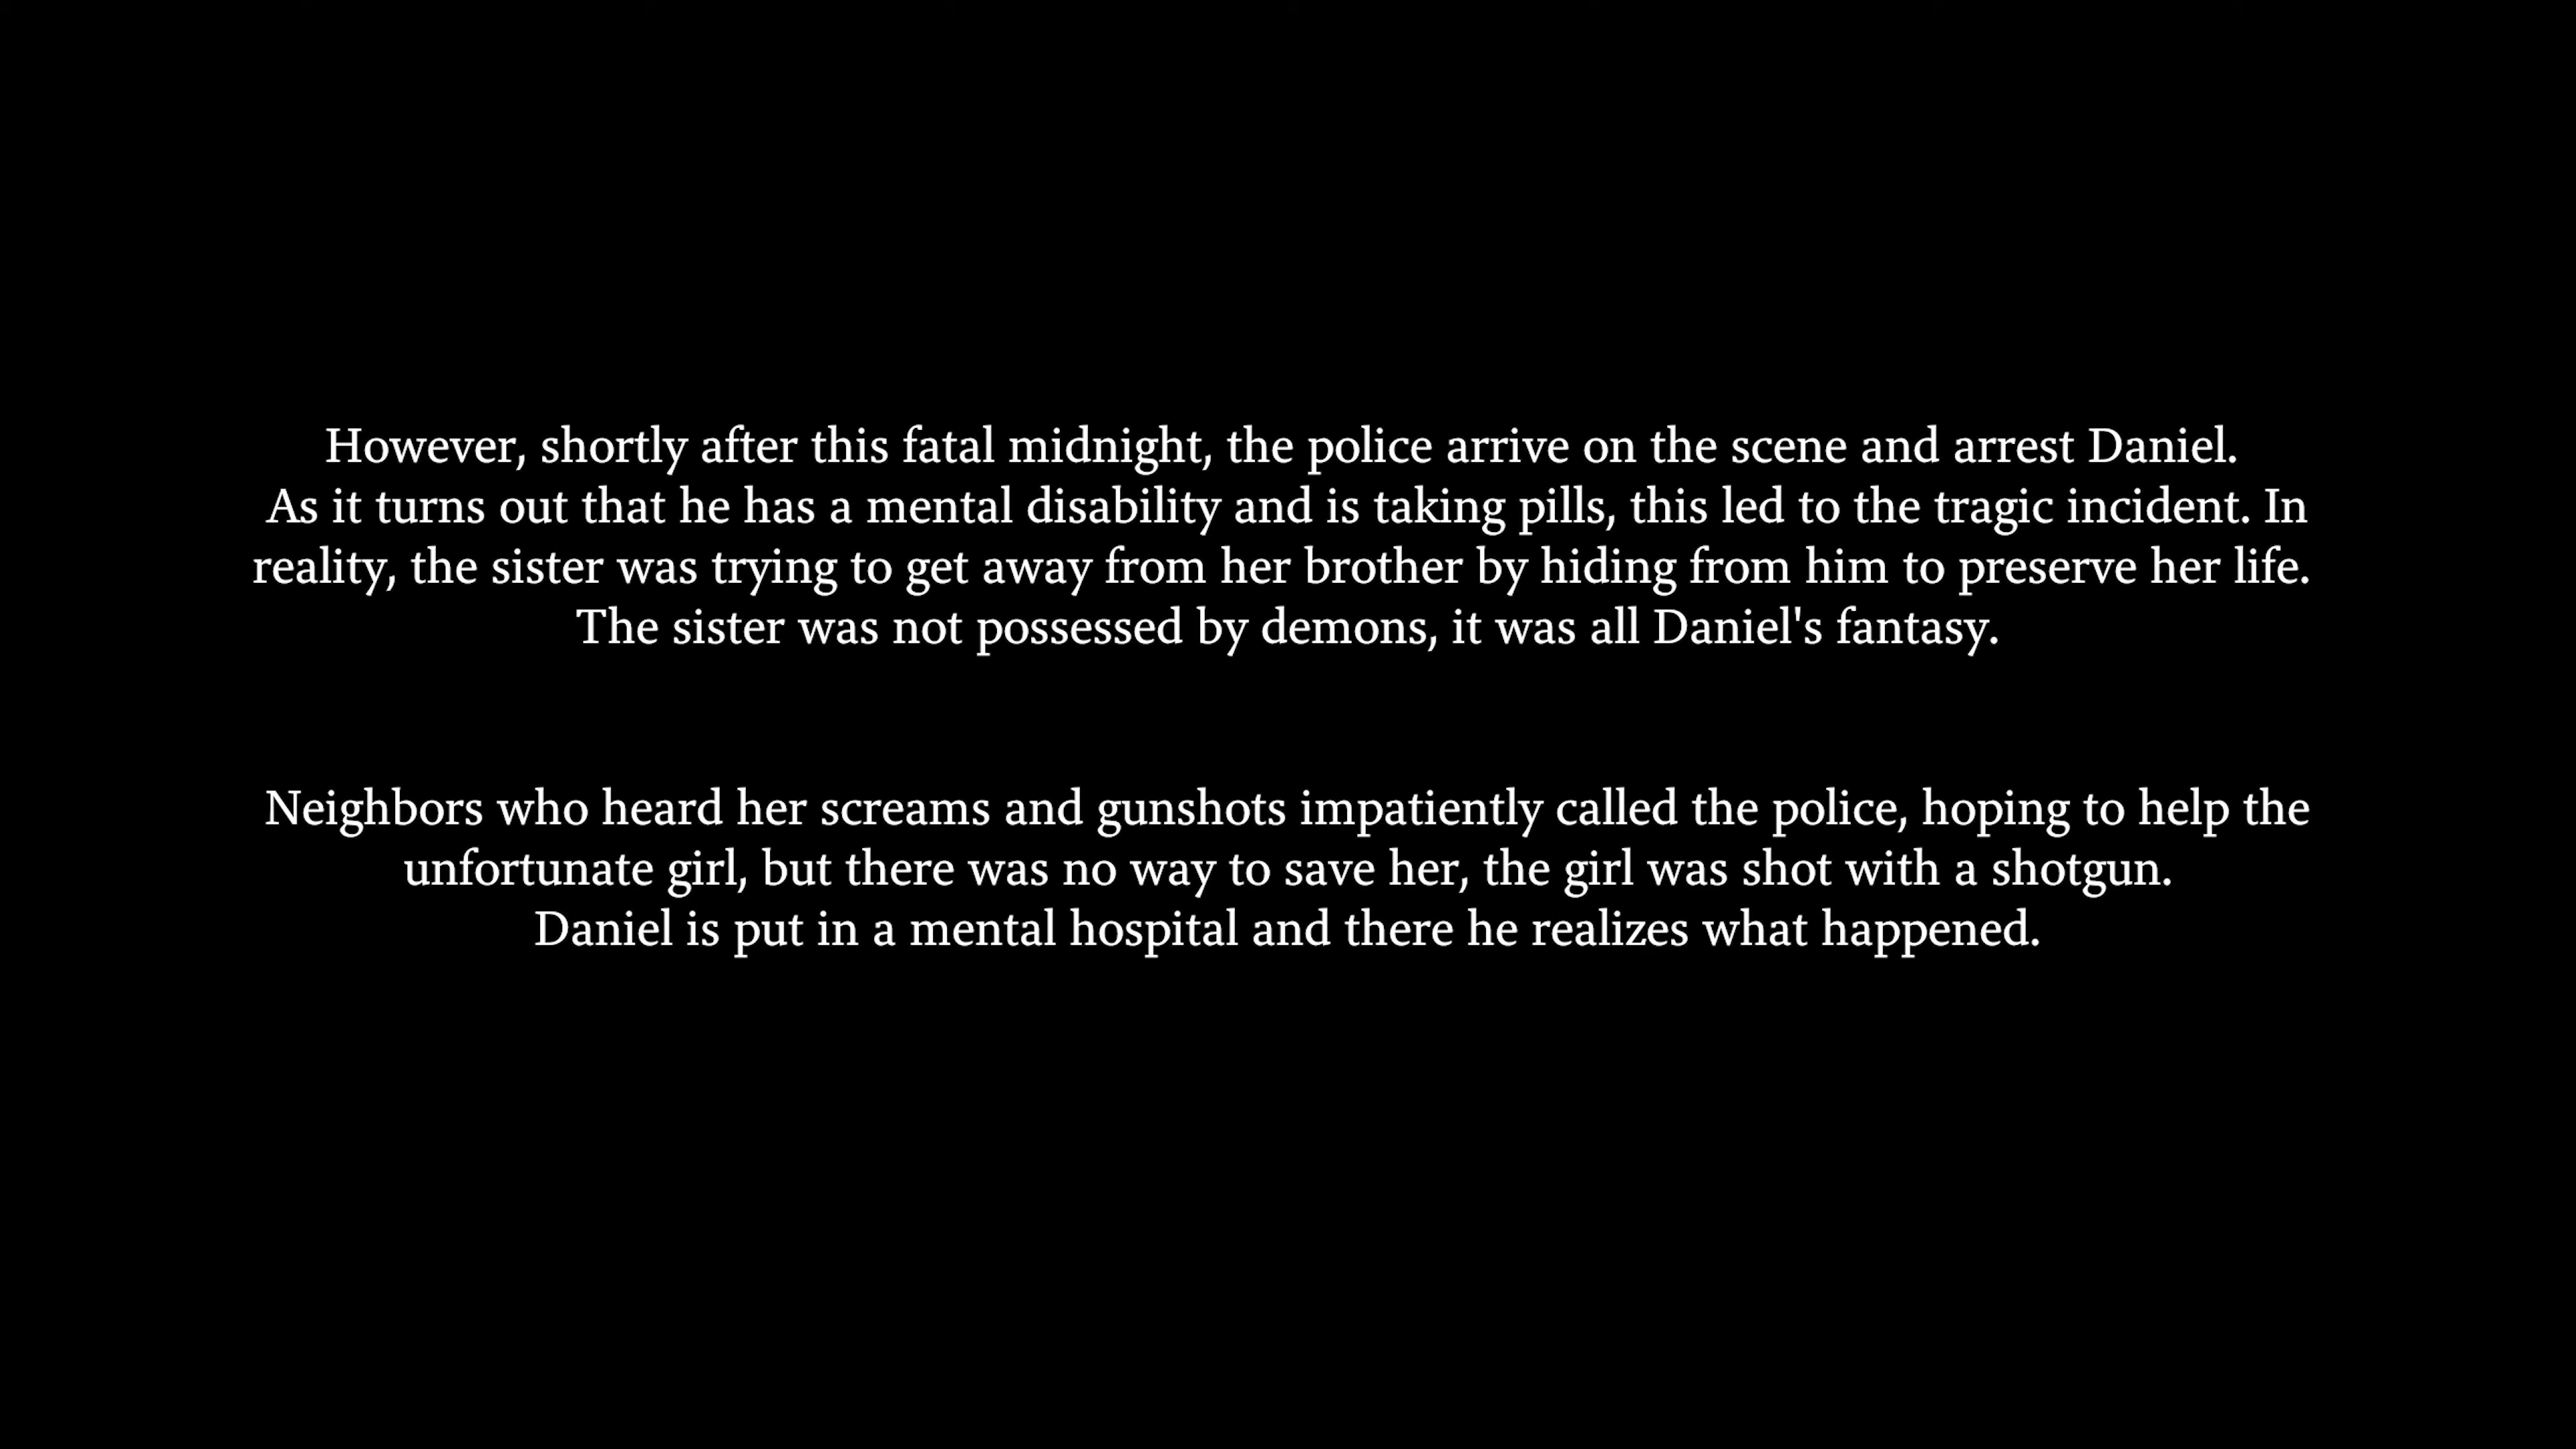 However, shortly after this fatal midnight, the police arrive on the scene and arrest Daniel.
As it turns out that he has a mental disability and is taking pills, this led to the tragic incident. In
reality, the sister was trying to get away from her brother by hiding from him to preserve her life.
The sister was not possessed by demons, it was all Daniel's fantasy.
Neighbors who heard her screams and gunshots impatiently called the police, hoping to help the
unfortunate girl, but there was no way to save her, the girl was shot with a shotgun.
Daniel is put in a mental hospital and there he realizes what happened.